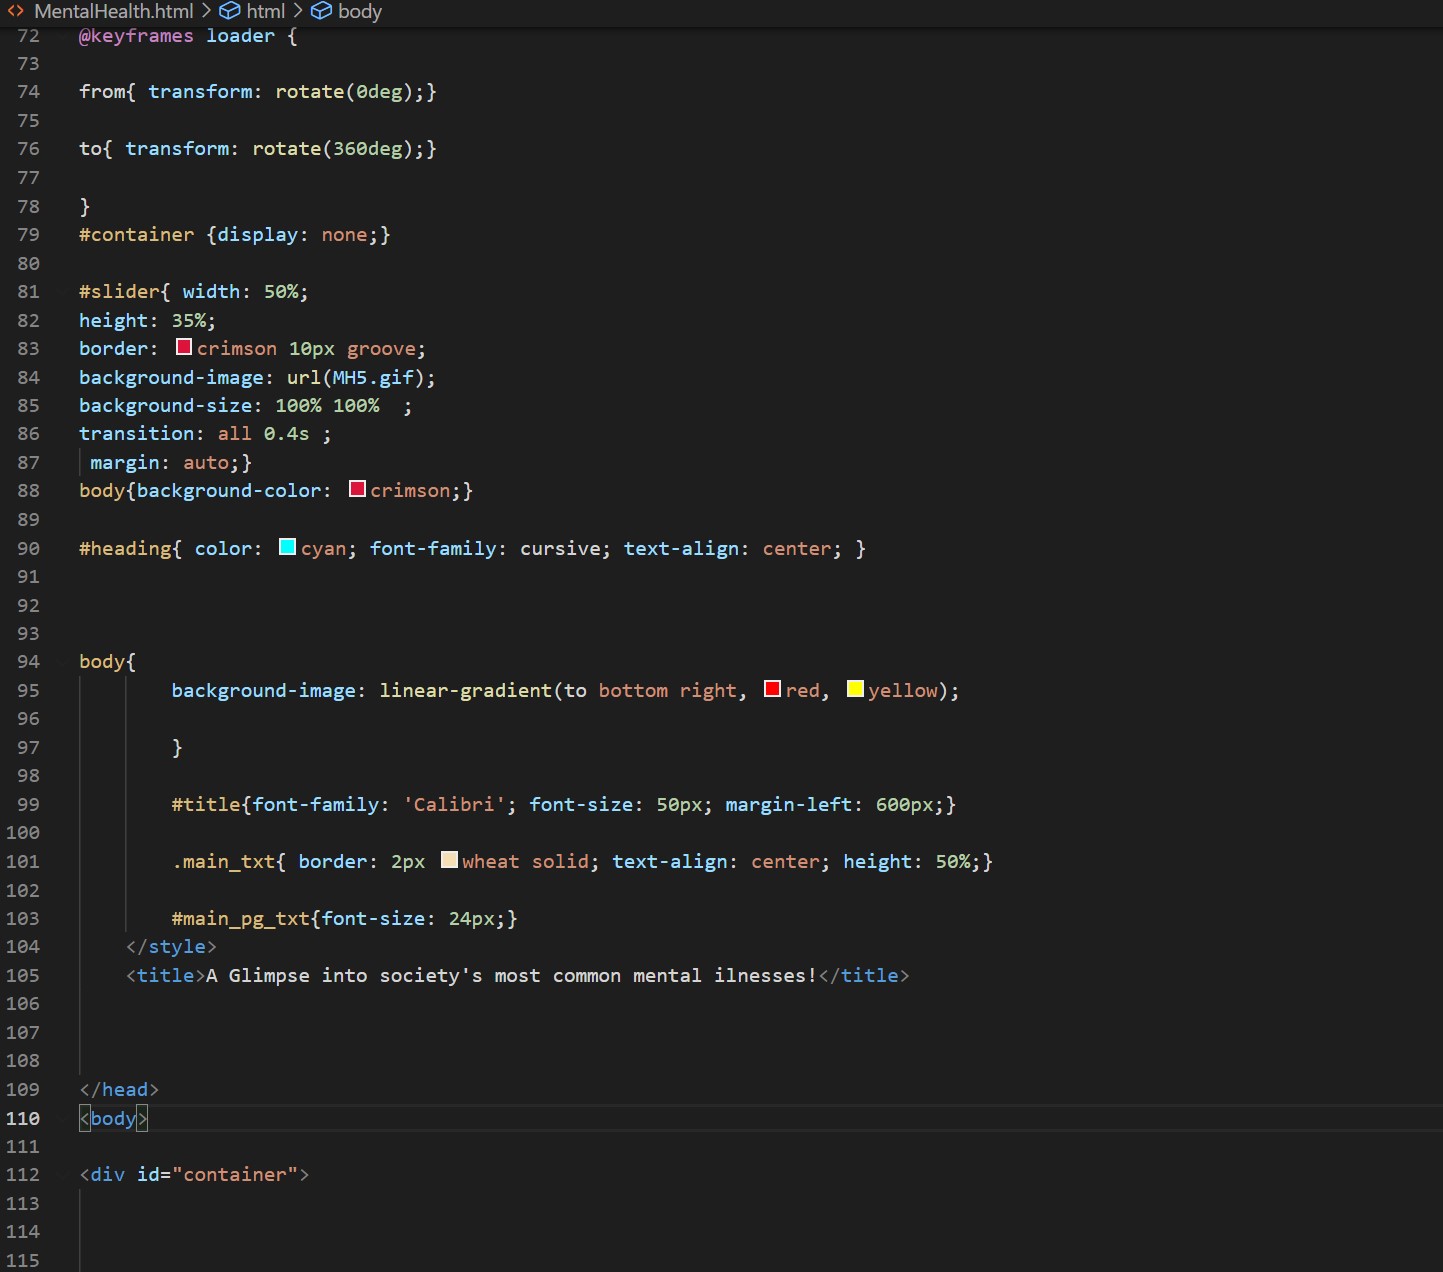 MentalHealth.html > html > body
72 @keyframes loader {
73
74 from{ transform: rotate(0deg);}
75
76 to{ transform: rotate(360deg);}
77
78 }
79 #container {display: none;}
80
81 #slider{ width: 50%;
82 height: 35%;
83 border: crimson 10px groove;
84 background-image: url(MH5.gif);
85 background-size: 100% 100%  ;
86 transition: all 0.4s ;
87  margin: auto;}
88 body{background-color: crimson;}
89
90 #heading{ color: cyan; font-family: cursive; text-align: center; }
91
92
93
94 body{
95         background-image: linear-gradient(to bottom right, red, yellow);
96
97         }
98
99         #title{font-family: 'Calibri'; font-size: 50px; margin-left: 600px;}
100
101         .main_txt{ border: 2px wheat solid; text-align: center; height: 50%;}
102
103         #main_pg_txt{font-size: 24px;}
104     </style>
105     <title>A Glimpse into society's most common mental ilnesses!</title>
106
107
108
109 </head>
110 <body>
111
112 <div id="container">
113
114
115